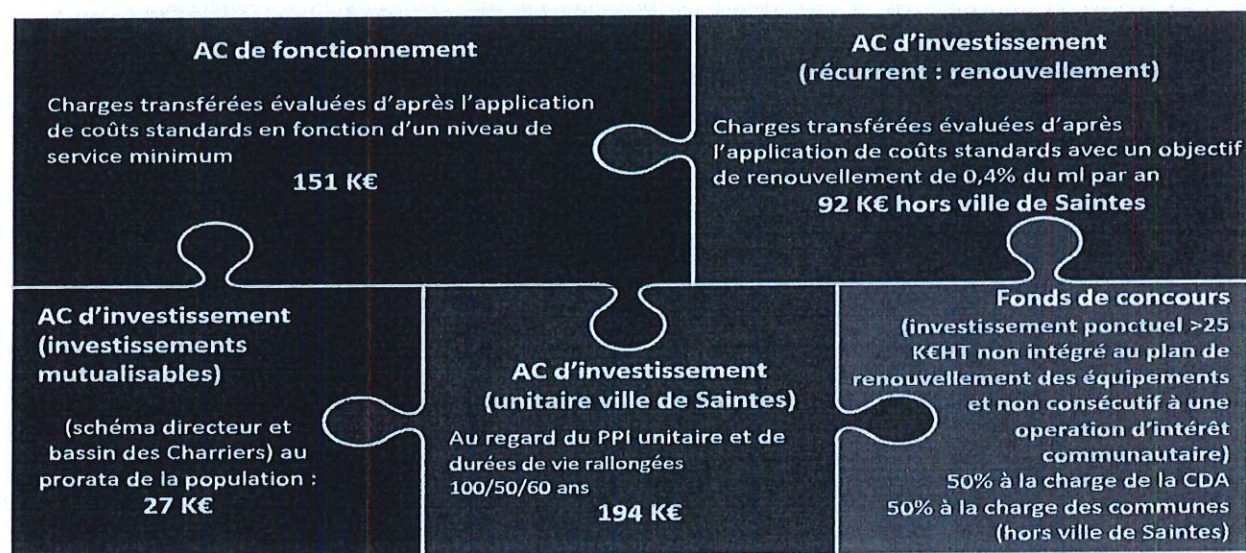 AC de fonctionnement
Charges transférées évaluées d'après l'application
de coûts standards en fonction d'un niveau de
service minimum
151 K€
AC d'investissement
(récurrent : renouvellement)
Charges transférées évaluées d'après
l'application de coûts standards avec un objectif
de renouvellement de 0,4% du ml par an
92 K€ hors ville de Saintes
AC d'investissement
(investissements
mutualisables)
(schéma directeur et
bassin des Charriers) au
prorata de la population :
27 K€
AC d'investissement
(unitaire ville de Saintes)
Au regard du PPI unitaire et de
durées de vie rallongées
100/50/60 ans
194 K€
Fonds de concours
(investissement ponctuel >25
K€HT non intégré au plan de
renouvellement des équipements
et non consécutif à une
operation d'intérêt
communautaire)
50% à la charge de la CDA
50% à la charge des communes
(hors ville de Saintes)